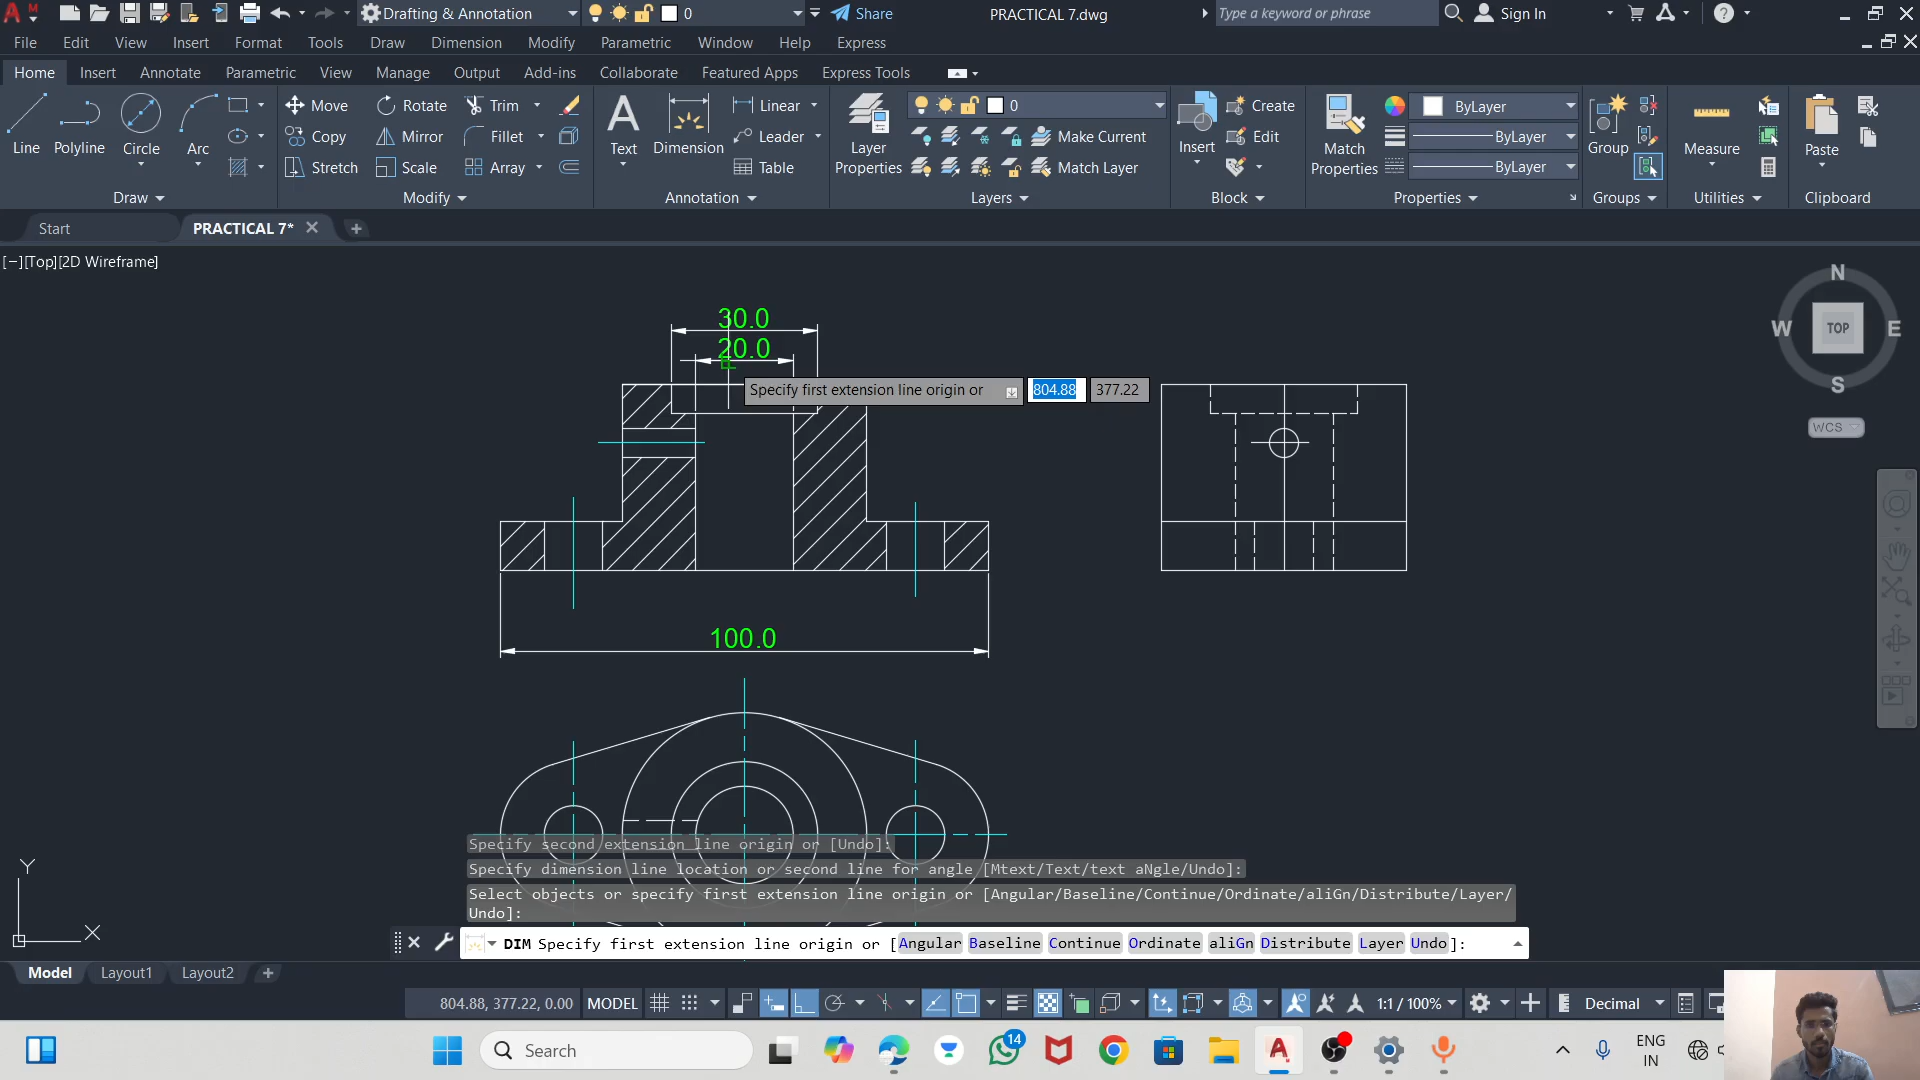 Drafting & Annotation
0
Share
PRACTICAL 7.dwg
Type a keyword or phrase
Sign In
File Edit View Insert Format Tools Draw Dimension Modify Parametric Window Help Express
Home Insert Annotate Parametric View Manage Output Add-ins Collaborate Featured Apps Express Tools
Move Rotate Trim Linear 0 Create ByLayer
Copy Mirror Fillet Leader Make Current Edit ByLayer
Line Polyline Circle Arc Text Dimension Layer Properties Insert Match Properties Group Measure Paste
Stretch Scale Array Table Match Layer ByLayer
Draw Modify Annotation Layers Block Properties Groups Utilities Clipboard
Start PRACTICAL 7*
[−][Top][2D Wireframe]
N
W TOP E
S
WCS
30.0
20.0
Specify first extension line origin or 804.88 377.22
100.0
Specify second extension line origin or [Undo]:
Specify dimension line location or second line for angle [Mtext/Text/text aNgle/Undo]:
Select objects or specify first extension line origin or [Angular/Baseline/Continue/Ordinate/aliGn/Distribute/Layer/
Undo]:
DIM Specify first extension line origin or [Angular Baseline Continue Ordinate aliGn Distribute Layer Undo]:
Y
X
Model Layout1 Layout2
804.88, 377.22, 0.00 MODEL 1:1 / 100% Decimal
Search
14
ENG
IN